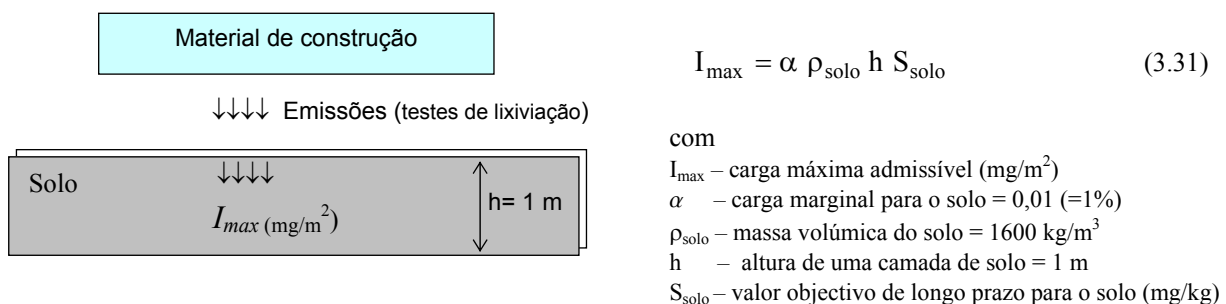 Material de construção
↓↓↓↓ Emissões (testes de lixiviação)
Solo
↓↓↓↓
h= 1 m
I_max (mg/m²)
I_max = α ρ_solo h S_solo (3.31)
com
I_max – carga máxima admissível (mg/m²)
α – carga marginal para o solo = 0,01 (=1%)
ρ_solo – massa volúmica do solo = 1600 kg/m³
h – altura de uma camada de solo = 1 m
S_solo – valor objectivo de longo prazo para o solo (mg/kg)